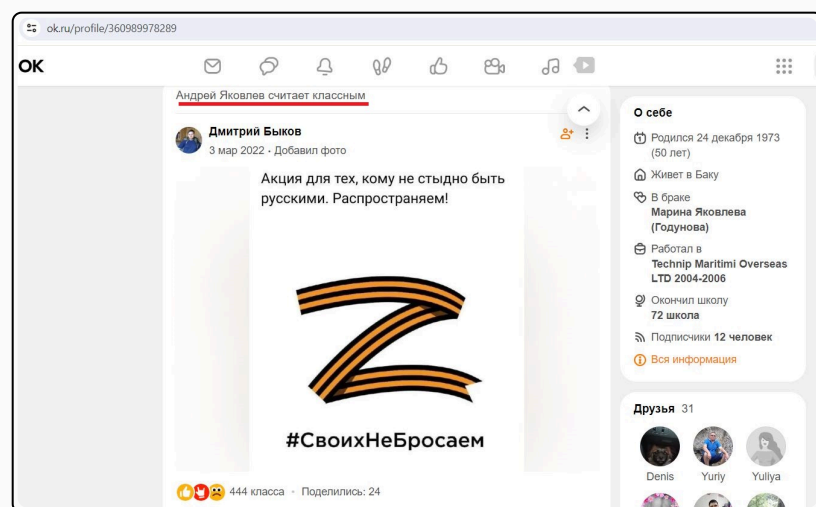 ok.ru/profile/360989978289
OK
Андрей Яковлев считает классным
Дмитрий Быков
3 мар 2022 · Добавил фото
Акция для тех, кому не стыдно быть
русскими. Распространяем!
#СвоихНеБросаем
444 класса · Поделились: 24
О себе
Родился 24 декабря 1973
(50 лет)
Живет в Баку
В браке
Марина Яковлева
(Годунова)
Работал в
Technip Maritimi Overseas
LTD 2004-2006
Окончил школу
72 школа
Подписчики 12 человек
Вся информация
Друзья 31
Denis Yuriy Yuliya